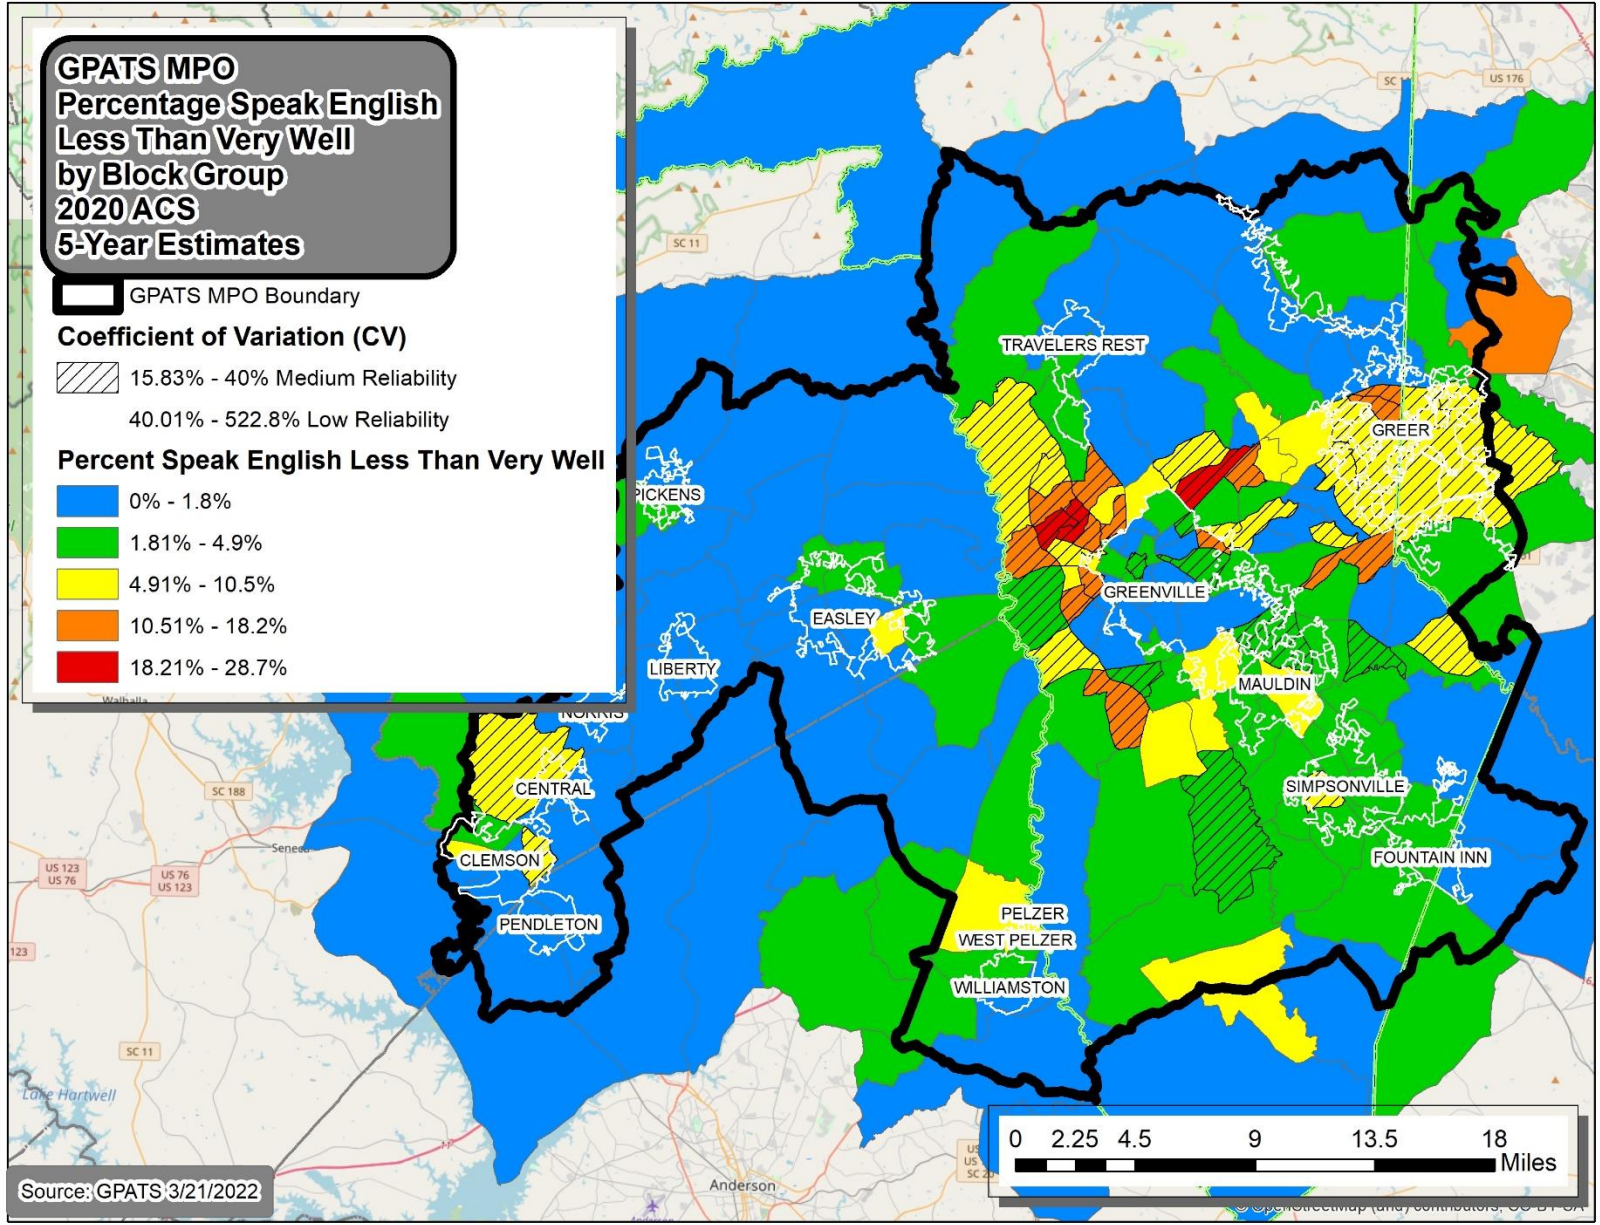 GPATS MPO
Percentage Speak English
Less Than Very Well
by Block Group
2020 ACS
5-Year Estimates
GPATS MPO Boundary
Coefficient of Variation (CV)
15.83% - 40% Medium Reliability
40.01% - 522.8% Low Reliability
Percent Speak English Less Than Very Well
0% - 1.8%
1.81% - 4.9%
4.91% - 10.5%
10.51% - 18.2%
18.21% - 28.7%
US 176
SC 11
TRAVELERS REST
GREER
PICKENS
GREENVILLE
EASLEY
LIBERTY
MAULDIN
NORRIS
Walhalla
CENTRAL
SIMPSONVILLE
SC 188
Seneca
CLEMSON
FOUNTAIN INN
US 123
US 76
US 76
US 123
PELZER
PENDLETON
WEST PELZER
123
WILLIAMSTON
SC 11
Lake Hartwell
Anderson
0 2.25 4.5 9 13.5 18
Miles
Source: GPATS 3/21/2022